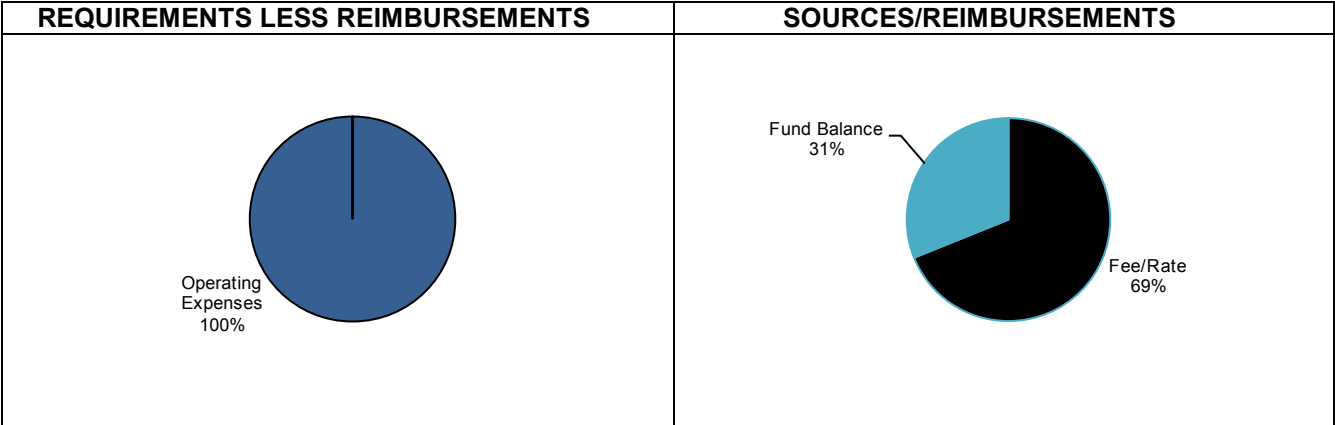 REQUIREMENTS LESS REIMBURSEMENTS
Operating
Expenses
100%
SOURCES/REIMBURSEMENTS
Fund Balance
31%
Fee/Rate
69%